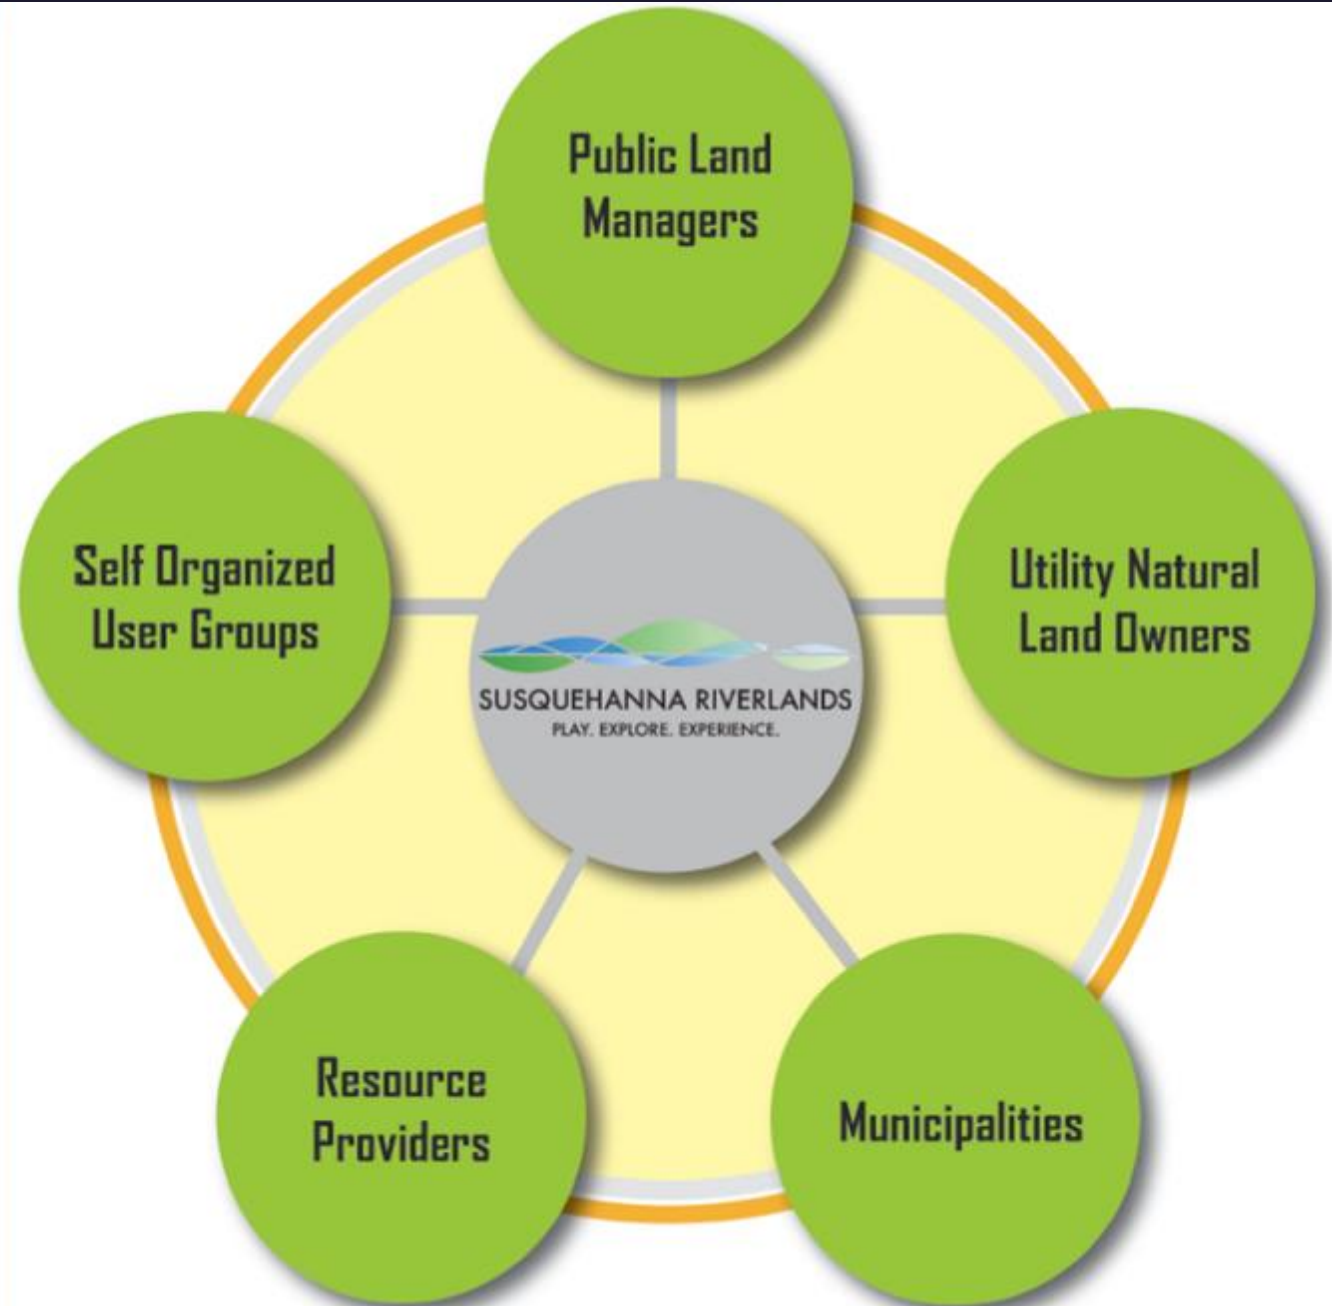 Public Land
Managers
Self Organized
User Groups
Utility Natural
Land Owners
SUSQUEHANNA RIVERLANDS
PLAY. EXPLORE. EXPERIENCE.
Resource
Providers
Municipalities